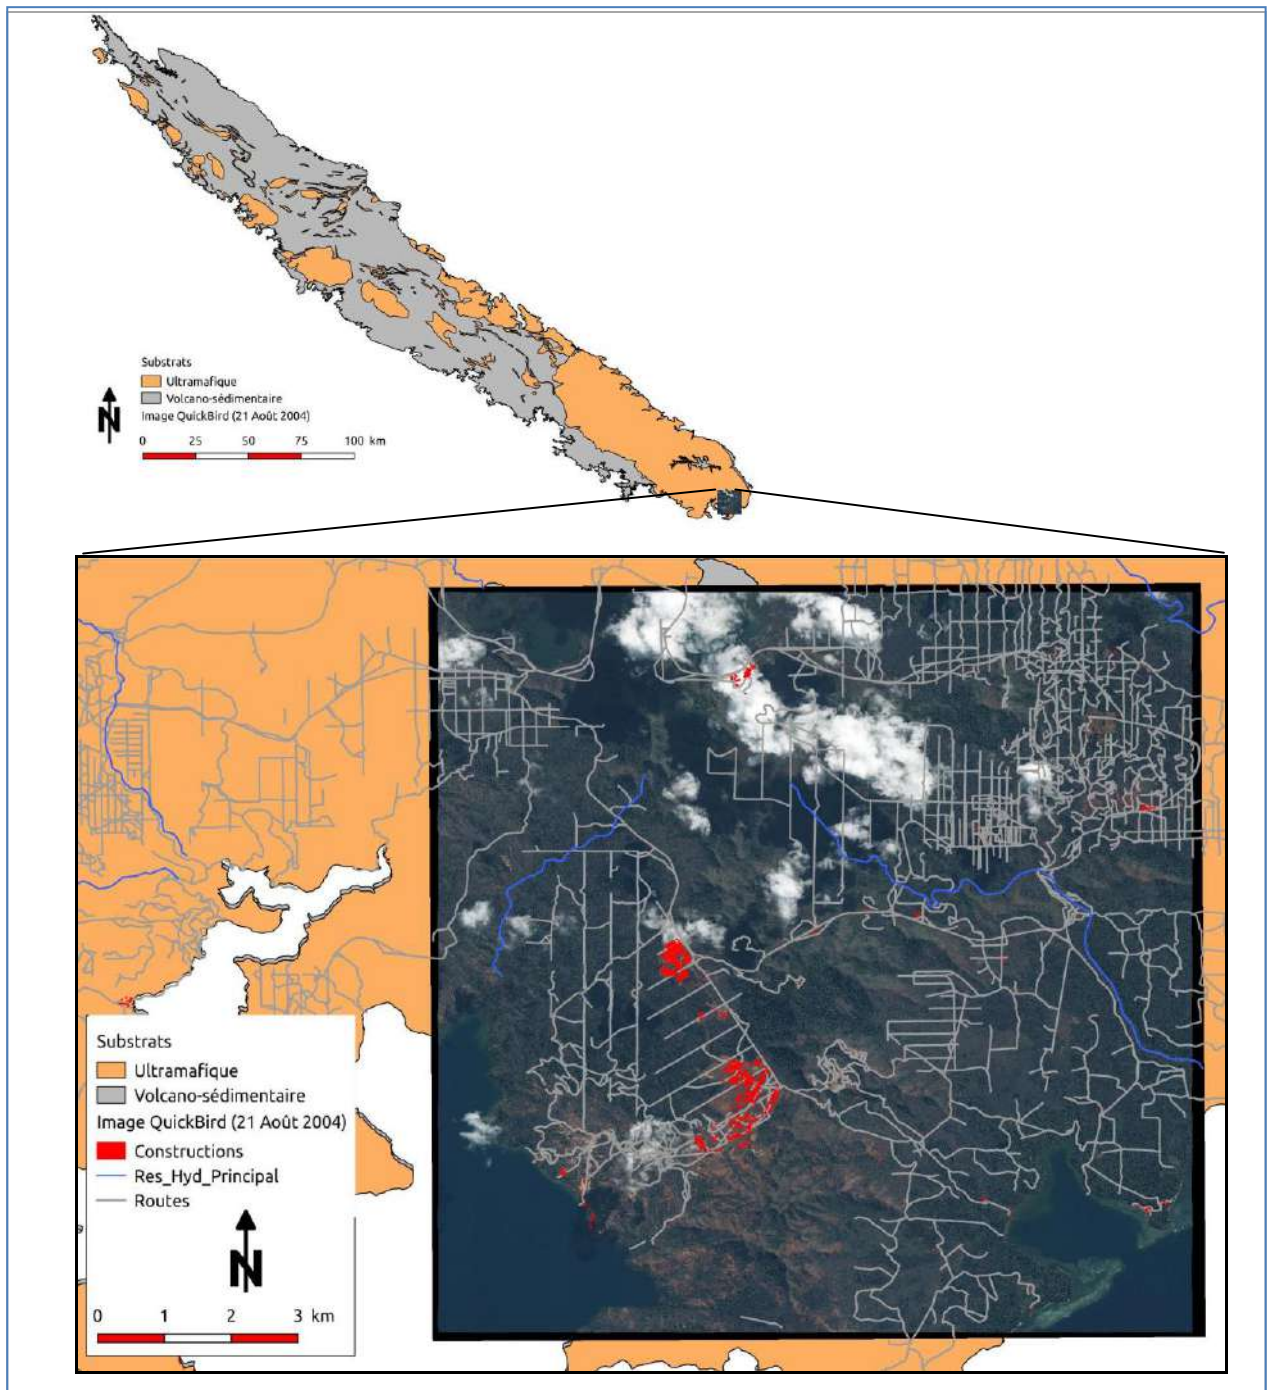 Substrats
Ultramafique
Volcano-sédimentaire
Image QuickBird (21 Août 2004)
N
0 25 50 75 100 km
Substrats
Ultramafique
Volcano-sédimentaire
Image QuickBird (21 Août 2004)
Constructions
Res_Hyd_Principal
Routes
N
0 1 2 3 km